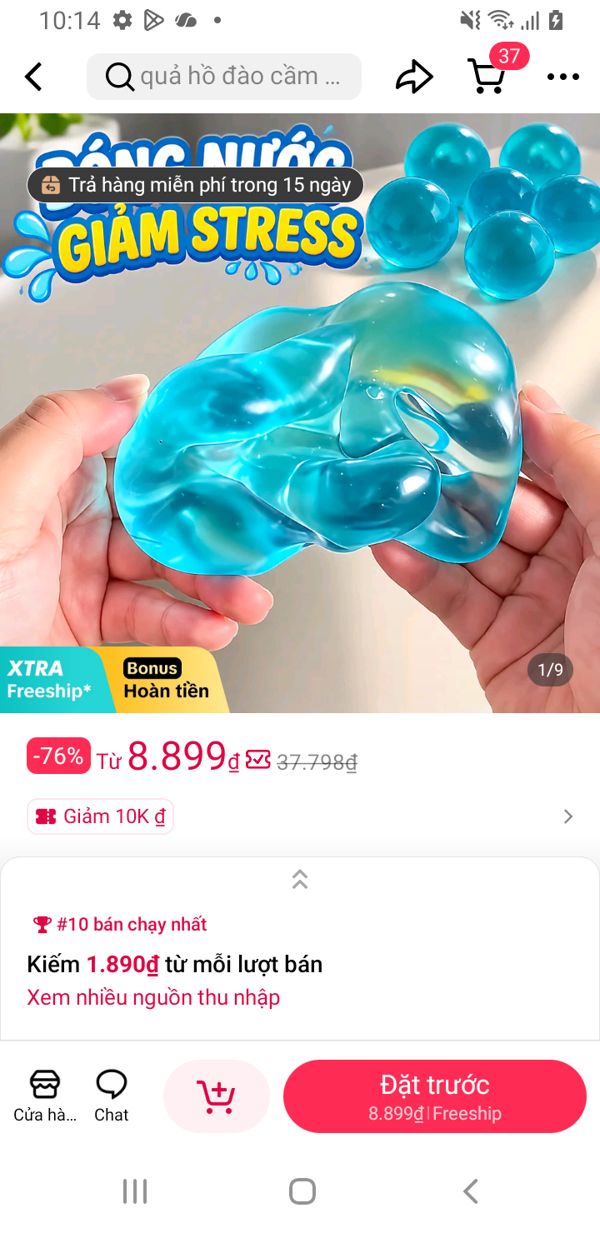 10:14
37
quả hồ đào cầm ...
BÓNG NƯỚC
Trả hàng miễn phí trong 15 ngày
GIẢM STRESS
XTRA
Freeship*
Bonus
Hoàn tiền
1/9
-76% Từ 8.899₫ 37.798₫
Giảm 10K ₫
#10 bán chạy nhất
Kiếm 1.890₫ từ mỗi lượt bán
Xem nhiều nguồn thu nhập
Cửa hà...
Chat
Đặt trước
8.899₫ | Freeship